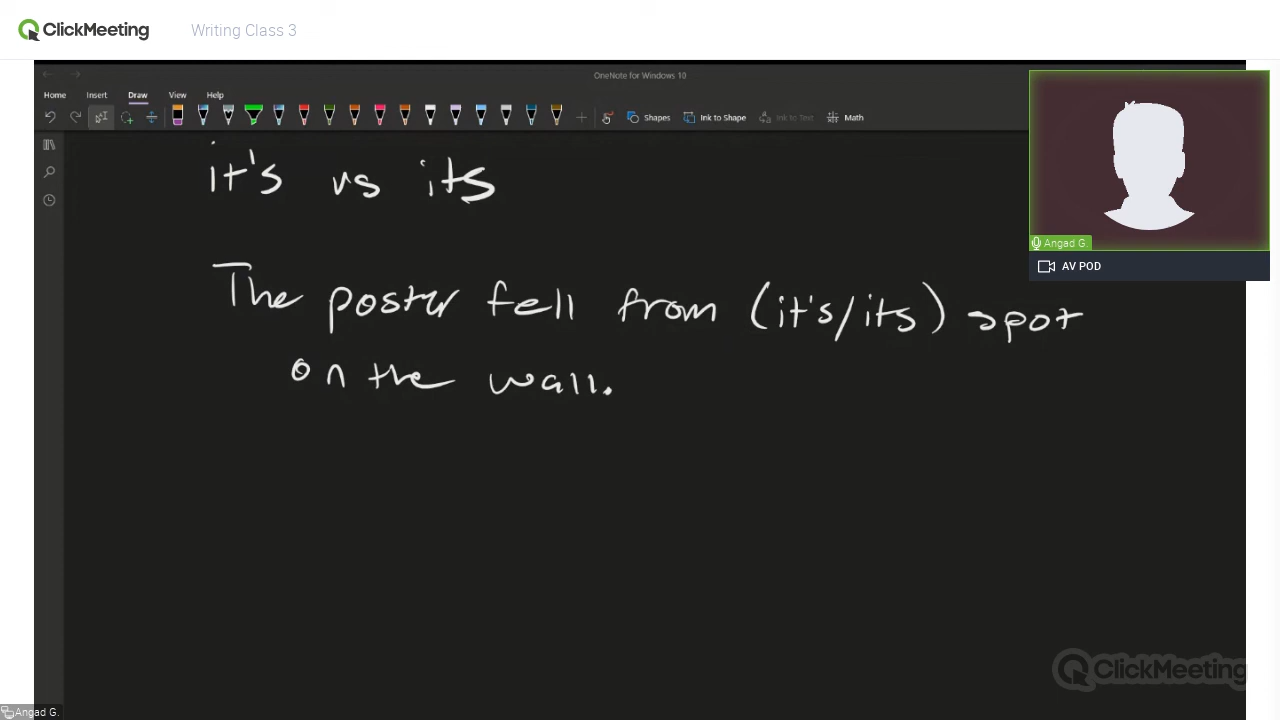 ClickMeeting Writing Class 3
OneNote for Windows 10
Home Insert Draw View Help
Shapes Ink to Shape Ink to Text Math
it's vs its
The poster fell from (it's/its) spot
on the wall.
Angad G.
AV POD
ClickMeeting
Angad G.